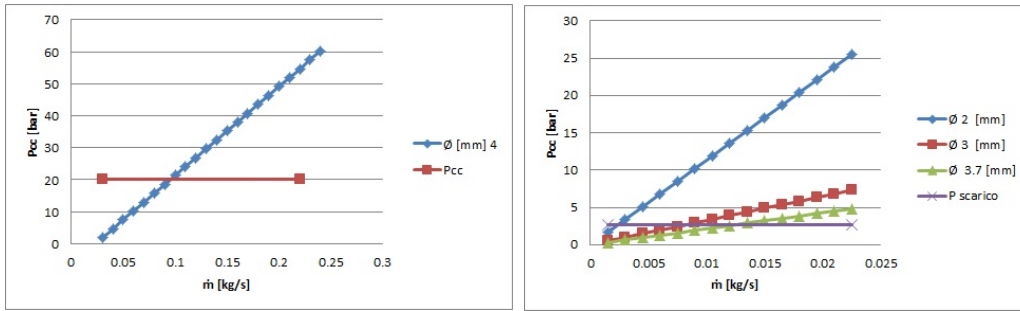 70
60
50
40
30
20
10
0
Pcc [bar]
0 0.05 0.1 0.15 0.2 0.25 0.3
ṁ [kg/s]
Ø [mm] 4
Pcc
30
25
20
15
10
5
0
Pcc [bar]
0 0.005 0.01 0.015 0.02 0.025
ṁ [kg/s]
Ø 2 [mm]
Ø 3 [mm]
Ø 3.7 [mm]
P scarico